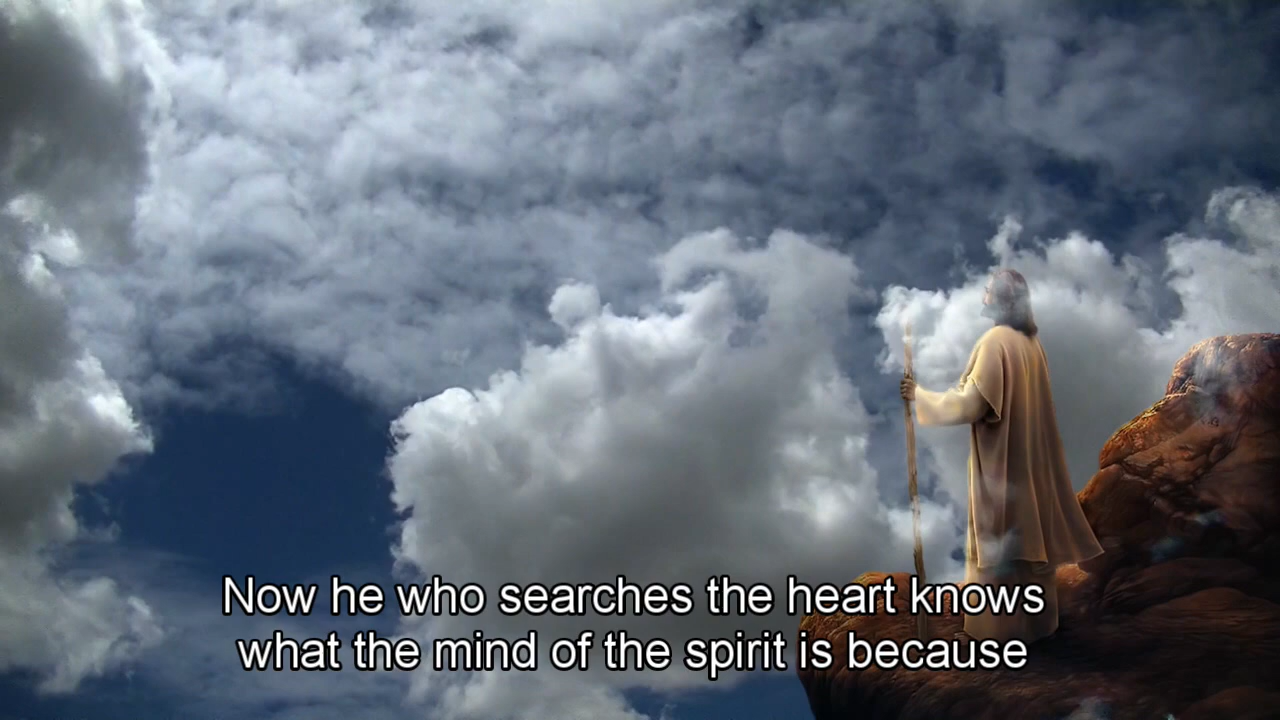 Now he who searches the heart knows
what the mind of the spirit is because